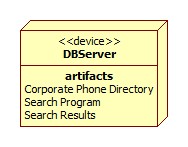 <<device>>
DBServer
artifacts
Corporate Phone Directory
Search Program
Search Results